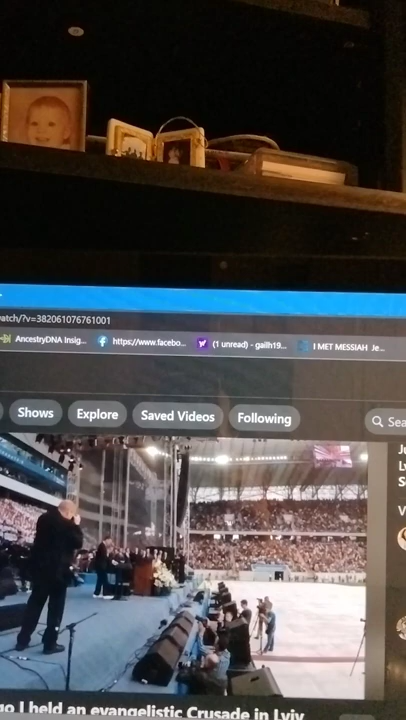 watch/?v=382061076761001
AncestryDNA Insig... https://www.facebo... (1 unread) - gailh19... I MET MESSIAH Je...
Shows Explore Saved Videos Following Sea
go I held an evangelistic Crusade in Lviv